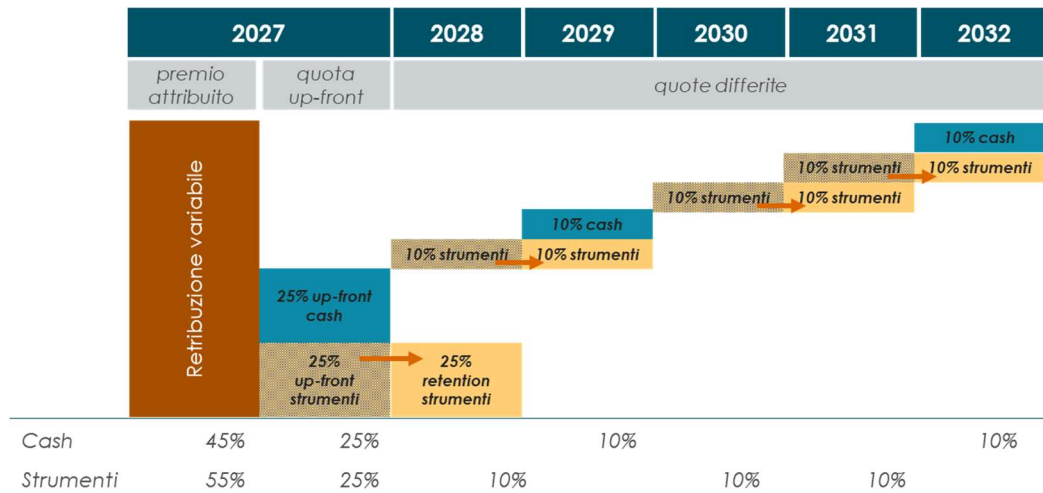 2027 2028 2029 2030 2031 2032
premio
attribuito
quota
up-front
quote differite
Retribuzione variabile
10% cash
10% strumenti 10% strumenti
10% strumenti 10% strumenti
10% cash
10% strumenti 10% strumenti
25% up-front
cash
25%
up-front
strumenti
25%
retention
strumenti
Cash 45% 25% 10% 10%
Strumenti 55% 25% 10% 10% 10%